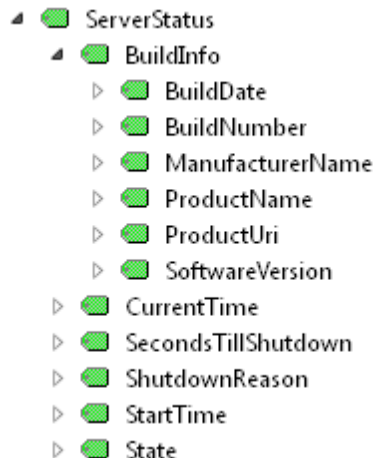 ServerStatus
BuildInfo
BuildDate
BuildNumber
ManufacturerName
ProductName
ProductUri
SoftwareVersion
CurrentTime
SecondsTillShutdown
ShutdownReason
StartTime
State